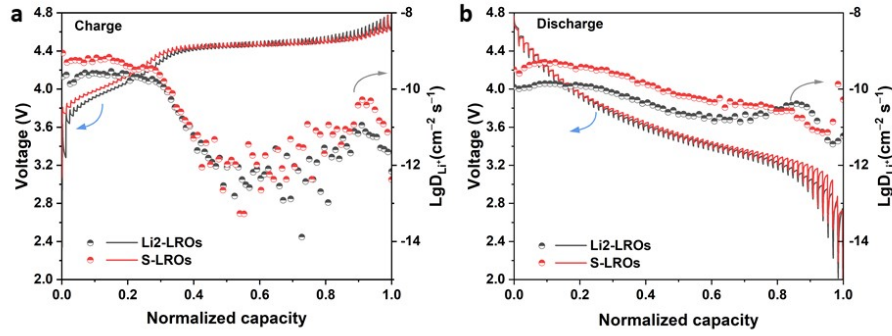 a
Charge
Voltage (V)
4.8
4.4
4.0
3.6
3.2
2.8
2.4
2.0
-8
-10
-12
-14
LgD_Li+(cm⁻² s⁻¹)
Li2-LROs
S-LROs
0.0 0.2 0.4 0.6 0.8 1.0
Normalized capacity
b
Discharge
Voltage (V)
4.8
4.4
4.0
3.6
3.2
2.8
2.4
2.0
-8
-10
-12
-14
LgD_Li+(cm⁻² s⁻¹)
Li2-LROs
S-LROs
0.0 0.2 0.4 0.6 0.8 1.0
Normalized capacity